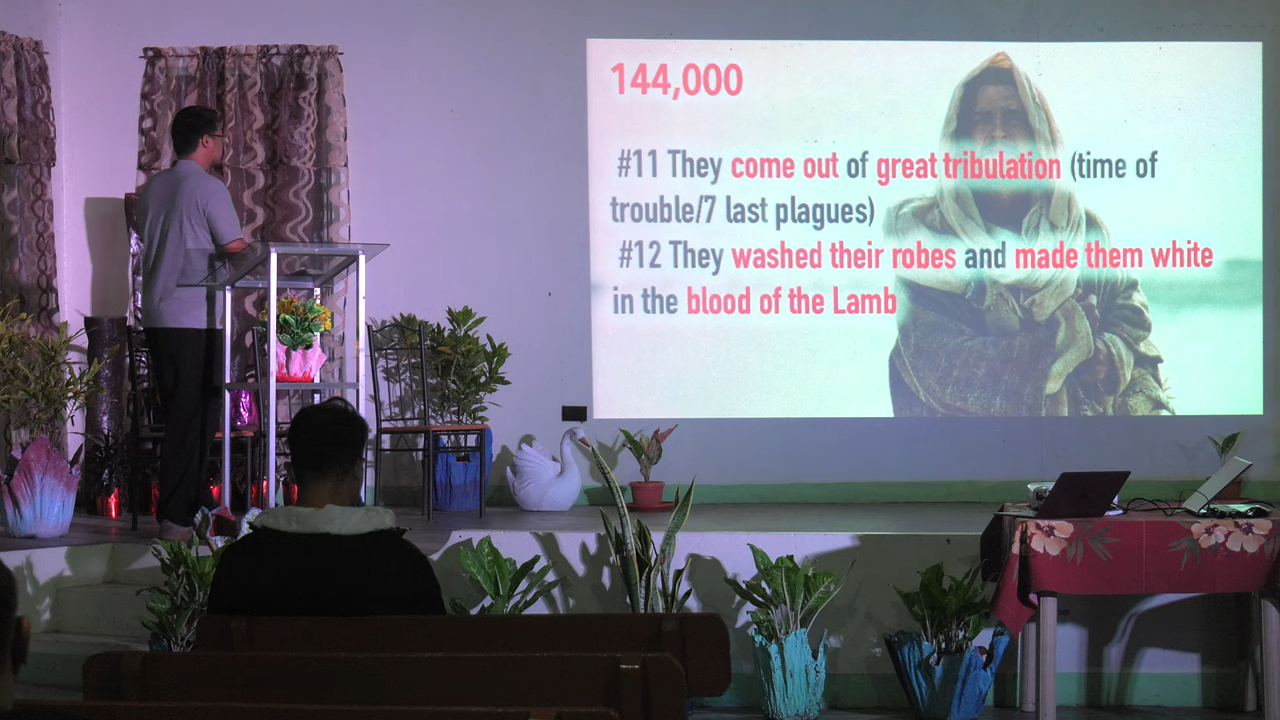 144,000
#11 They come out of great tribulation (time of
trouble/7 last plagues)
#12 They washed their robes and made them white
in the blood of the Lamb